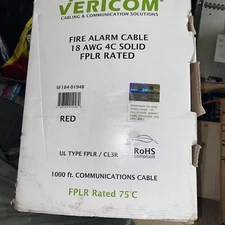 VERICOM
CABLING & COMMUNICATION SOLUTIONS
FIRE ALARM CABLE
18 AWG 4C SOLID
FPLR RATED
SF184-01948
RED
UL TYPE FPLR / CL3R
RoHS
compliant
1000 ft. COMMUNICATIONS CABLE
FPLR Rated 75°C